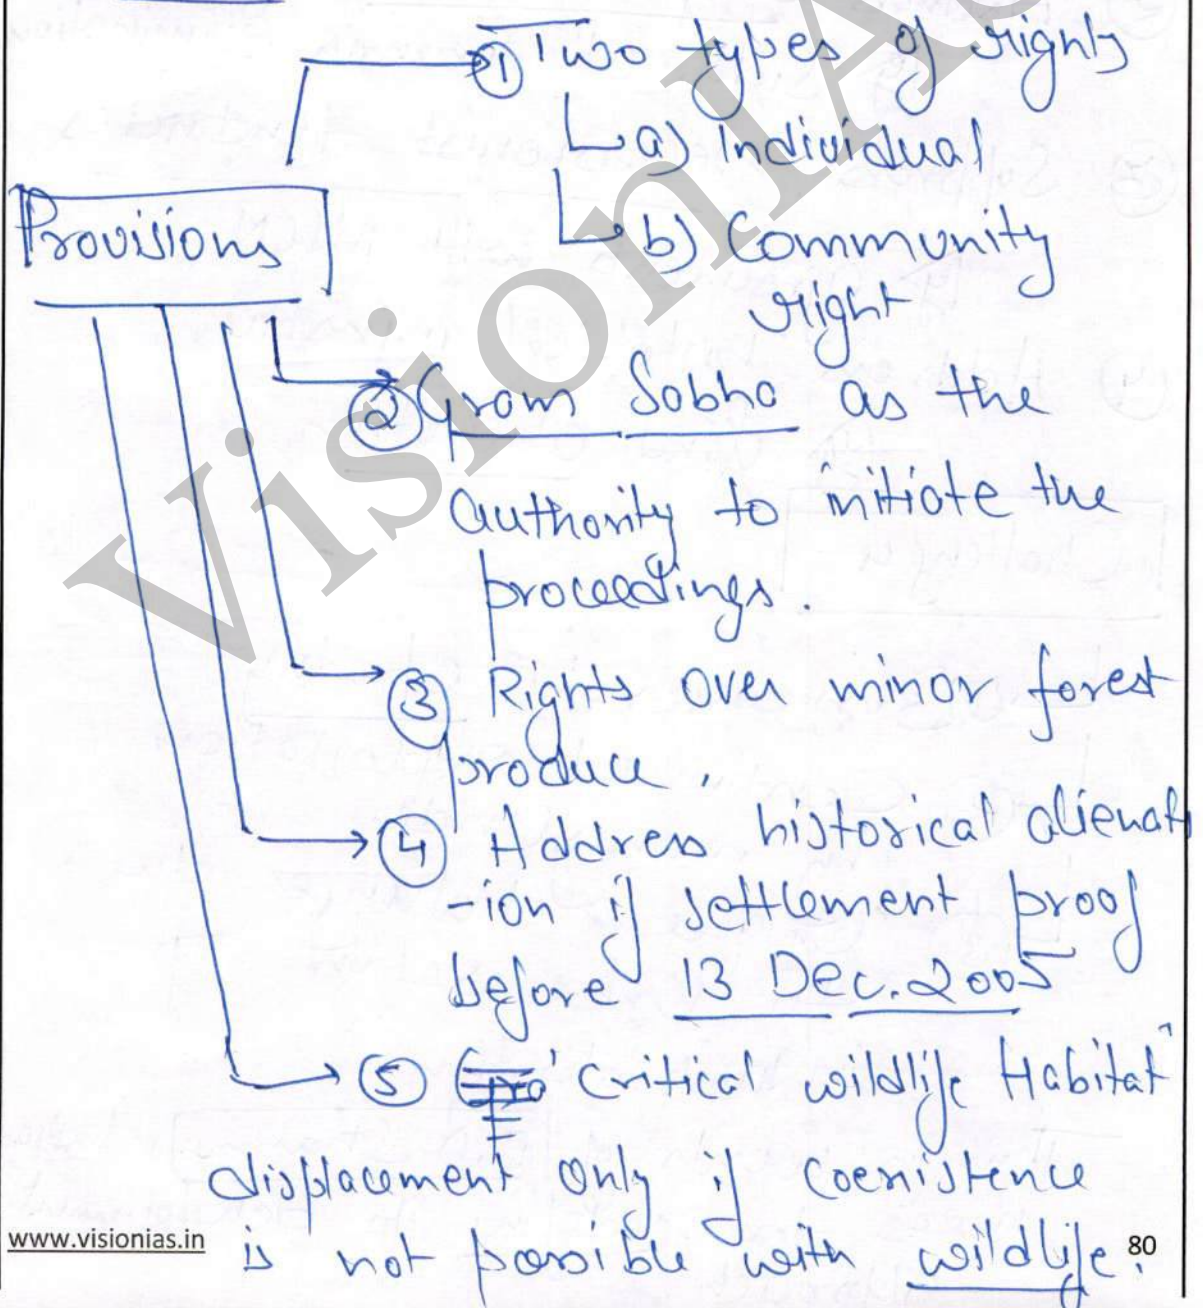 ① Two types of rights
a) Individual
Provisions
b) Community
right
② Gram Sabha as the
authority to initiate the
proceedings.
③ Rights over minor forest
produce.
④ Address historical alienat
-ion if settlement proof
before 13 Dec. 2005
⑤ 'Critical wildlife Habitat'
displacement only if coexistence
is not possible with wildlife.
www.visionias.in
80
VisionIAS